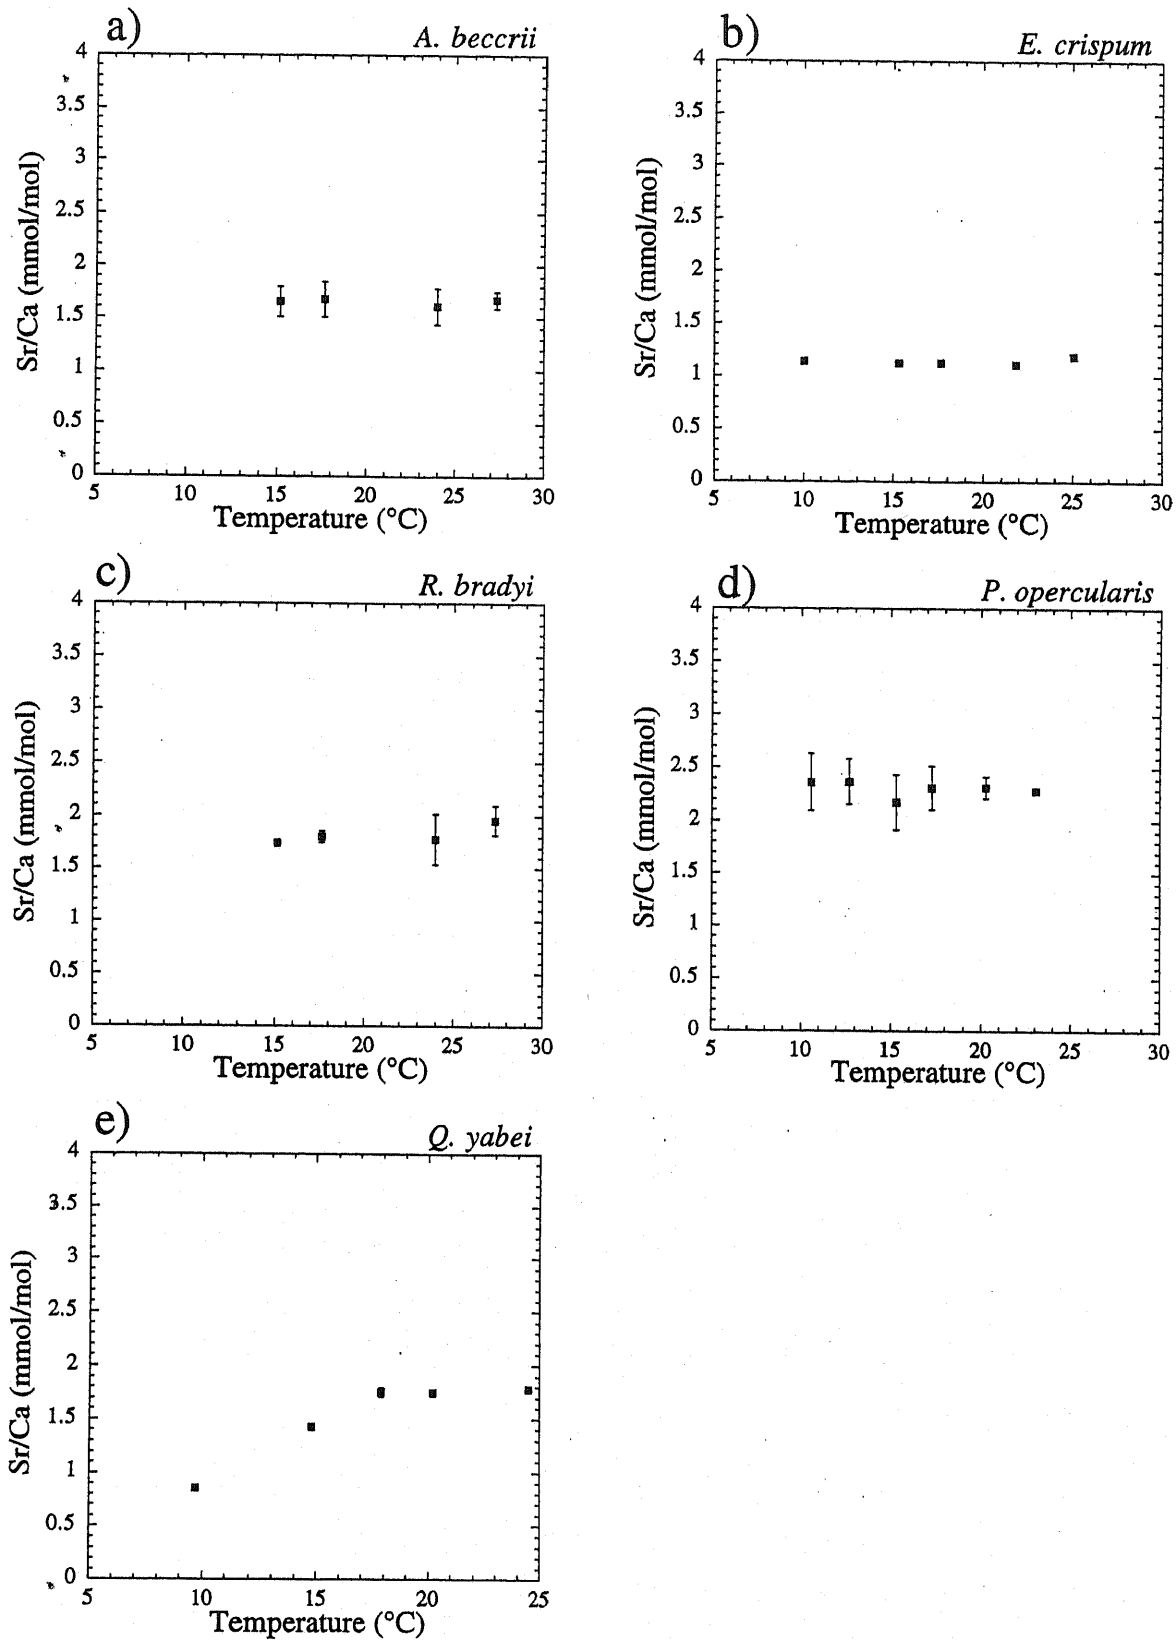 a)
A. beccrii
4
3.5
3
2.5
2
1.5
1
0.5
0
Sr/Ca (mmol/mol)
5 10 15 20 25 30
Temperature (°C)
b)
E. crispum
4
3.5
3
2.5
2
1.5
1
0.5
0
Sr/Ca (mmol/mol)
5 10 15 20 25 30
Temperature (°C)
c)
R. bradyi
4
3.5
3
2.5
2
1.5
1
0.5
0
Sr/Ca (mmol/mol)
5 10 15 20 25 30
Temperature (°C)
d)
P. opercularis
4
3.5
3
2.5
2
1.5
1
0.5
0
Sr/Ca (mmol/mol)
5 10 15 20 25 30
Temperature (°C)
e)
Q. yabei
4
3.5
3
2.5
2
1.5
1
0.5
0
Sr/Ca (mmol/mol)
5 10 15 20 25
Temperature (°C)